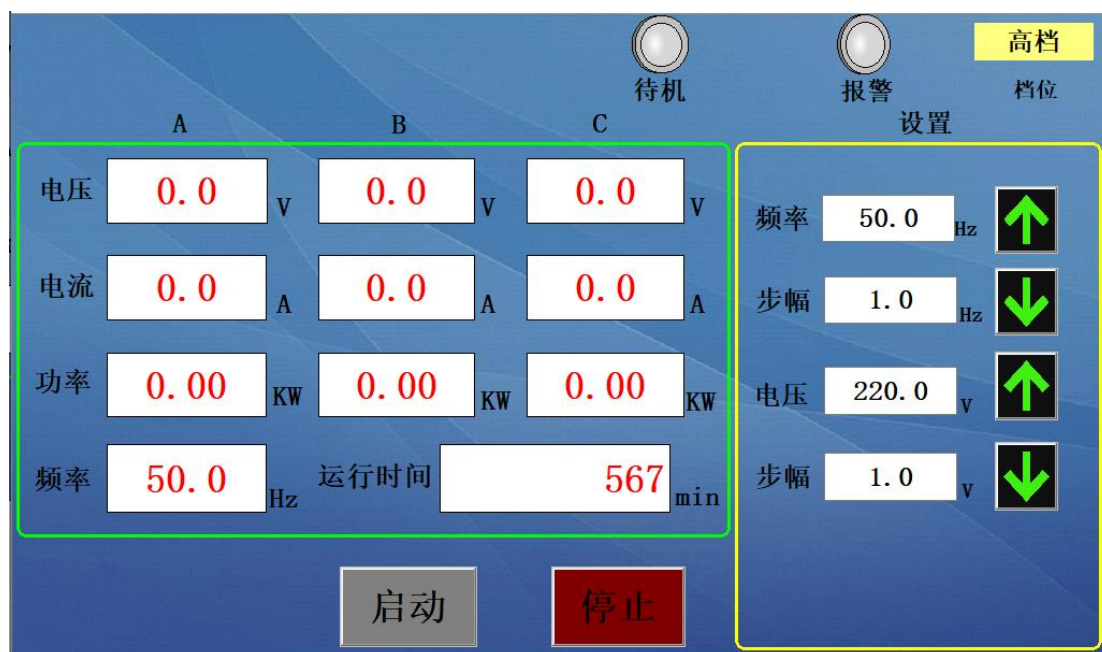 高档
待机 报警 档位
A B C 设置
电压 0.0 V 0.0 V 0.0 V
频率 50.0 Hz
电流 0.0 A 0.0 A 0.0 A
步幅 1.0 Hz
功率 0.00 KW 0.00 KW 0.00 KW
电压 220.0 V
频率 50.0 Hz 运行时间 567 min
步幅 1.0 V
启动 停止